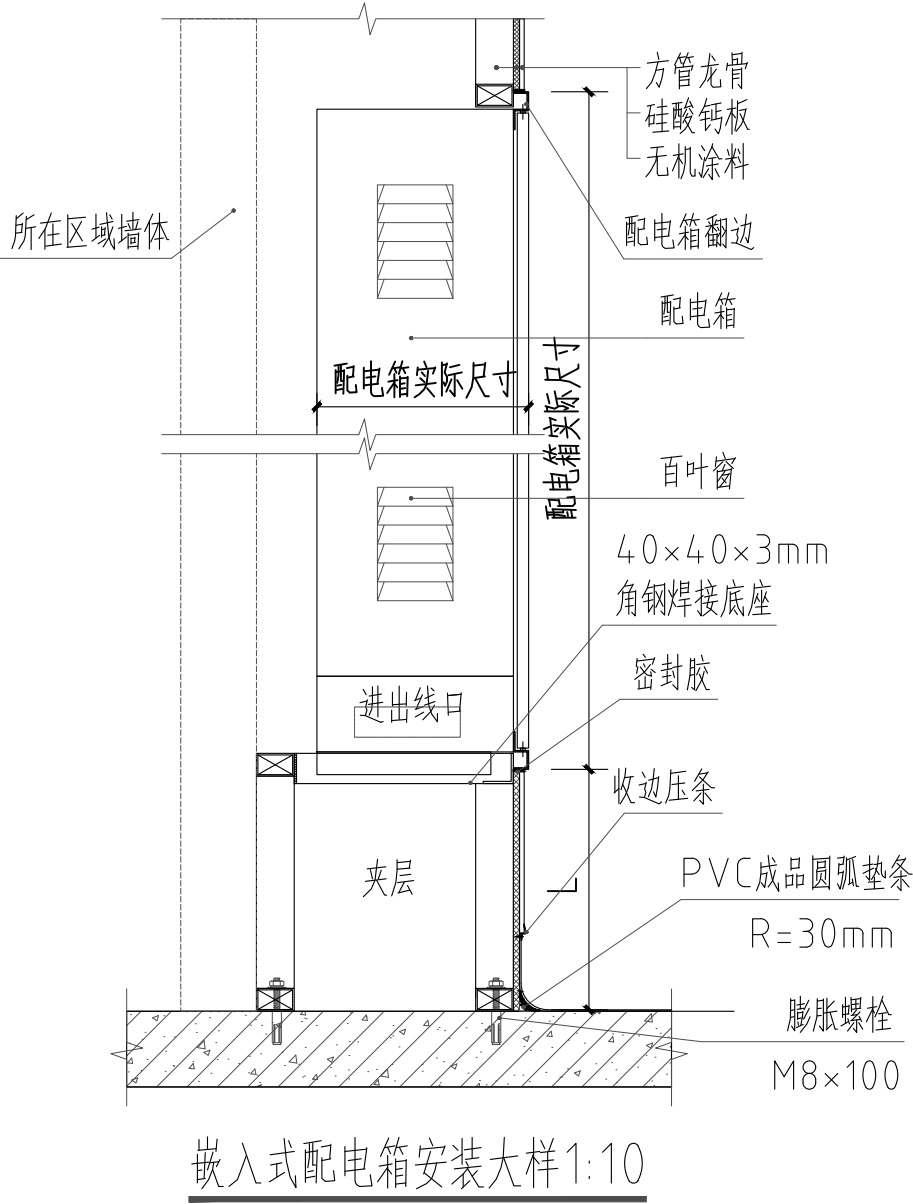 方管龙骨
硅酸钙板
无机涂料
所在区域墙体
配电箱翻边
配电箱
配电箱实际尺寸
配电箱实际尺寸
百叶窗
40×40×3mm
角钢焊接底座
密封胶
进出线口
收边压条
夹层
PVC成品圆弧垫条
R=30mm
膨胀螺栓
M8×100
嵌入式配电箱安装大样1:10